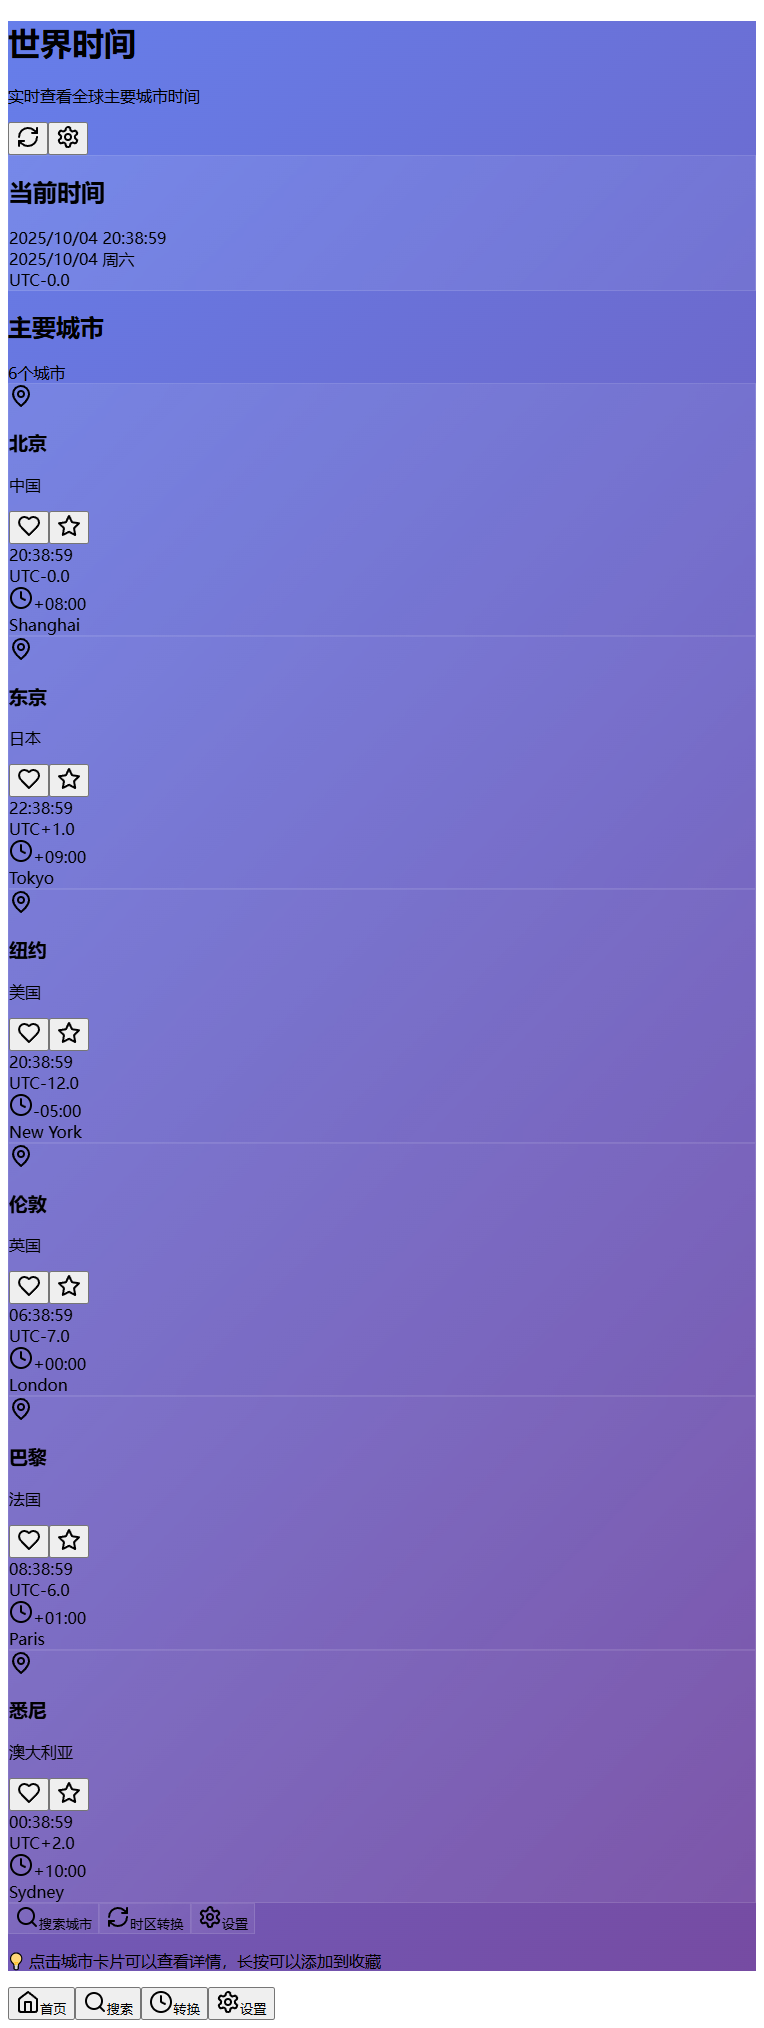 世界时间
实时查看全球主要城市时间
当前时间
2025/10/04 20:38:59
2025/10/04 周六
UTC-0.0
主要城市
6个城市
北京
中国
20:38:59
UTC-0.0
+08:00
Shanghai
东京
日本
22:38:59
UTC+1.0
+09:00
Tokyo
纽约
美国
20:38:59
UTC-12.0
-05:00
New York
伦敦
英国
06:38:59
UTC-7.0
+00:00
London
巴黎
法国
08:38:59
UTC-6.0
+01:00
Paris
悉尼
澳大利亚
00:38:59
UTC+2.0
+10:00
Sydney
搜索城市 时区转换 设置
💡 点击城市卡片可以查看详情，长按可以添加到收藏
首页 搜索 转换 设置